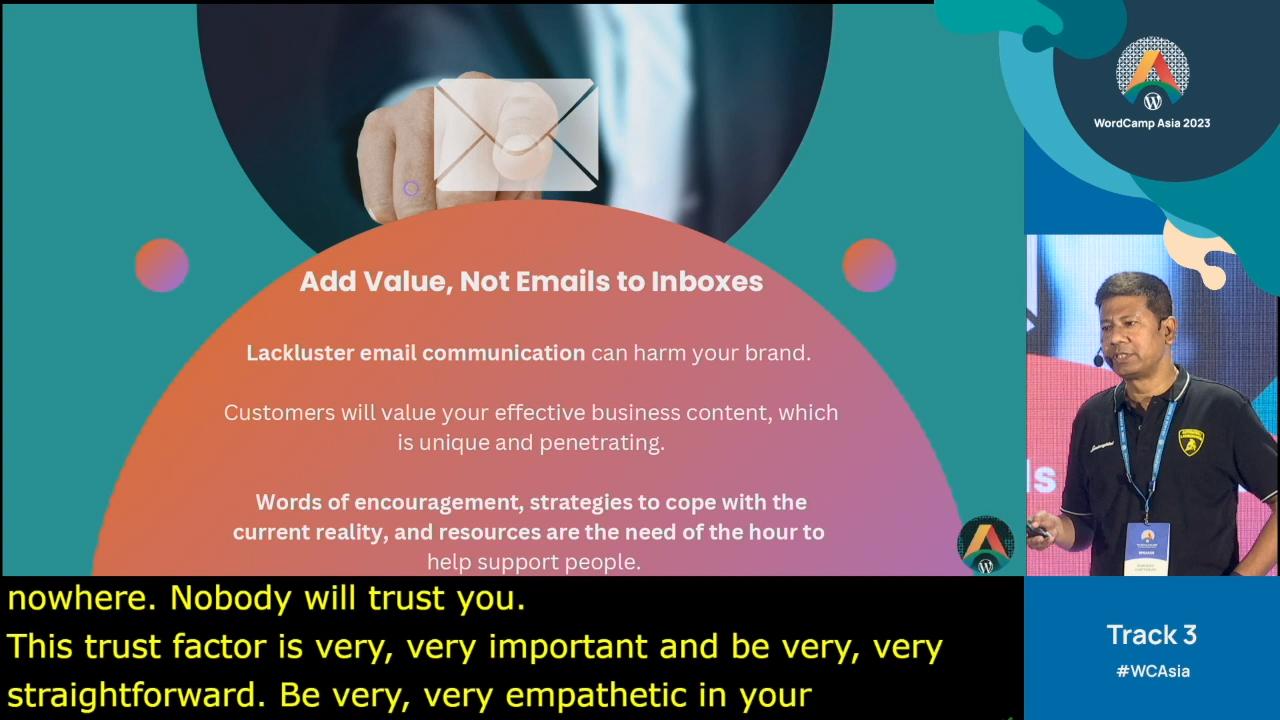 Add Value, Not Emails to Inboxes
Lackluster email communication can harm your brand.
Customers will value your effective business content, which
is unique and penetrating.
Words of encouragement, strategies to cope with the
current reality, and resources are the need of the hour to
help support people.
WordCamp Asia 2023
SPEAKER
Track 3
#WCAsia
nowhere. Nobody will trust you.
This trust factor is very, very important and be very, very
straightforward. Be very, very empathetic in your